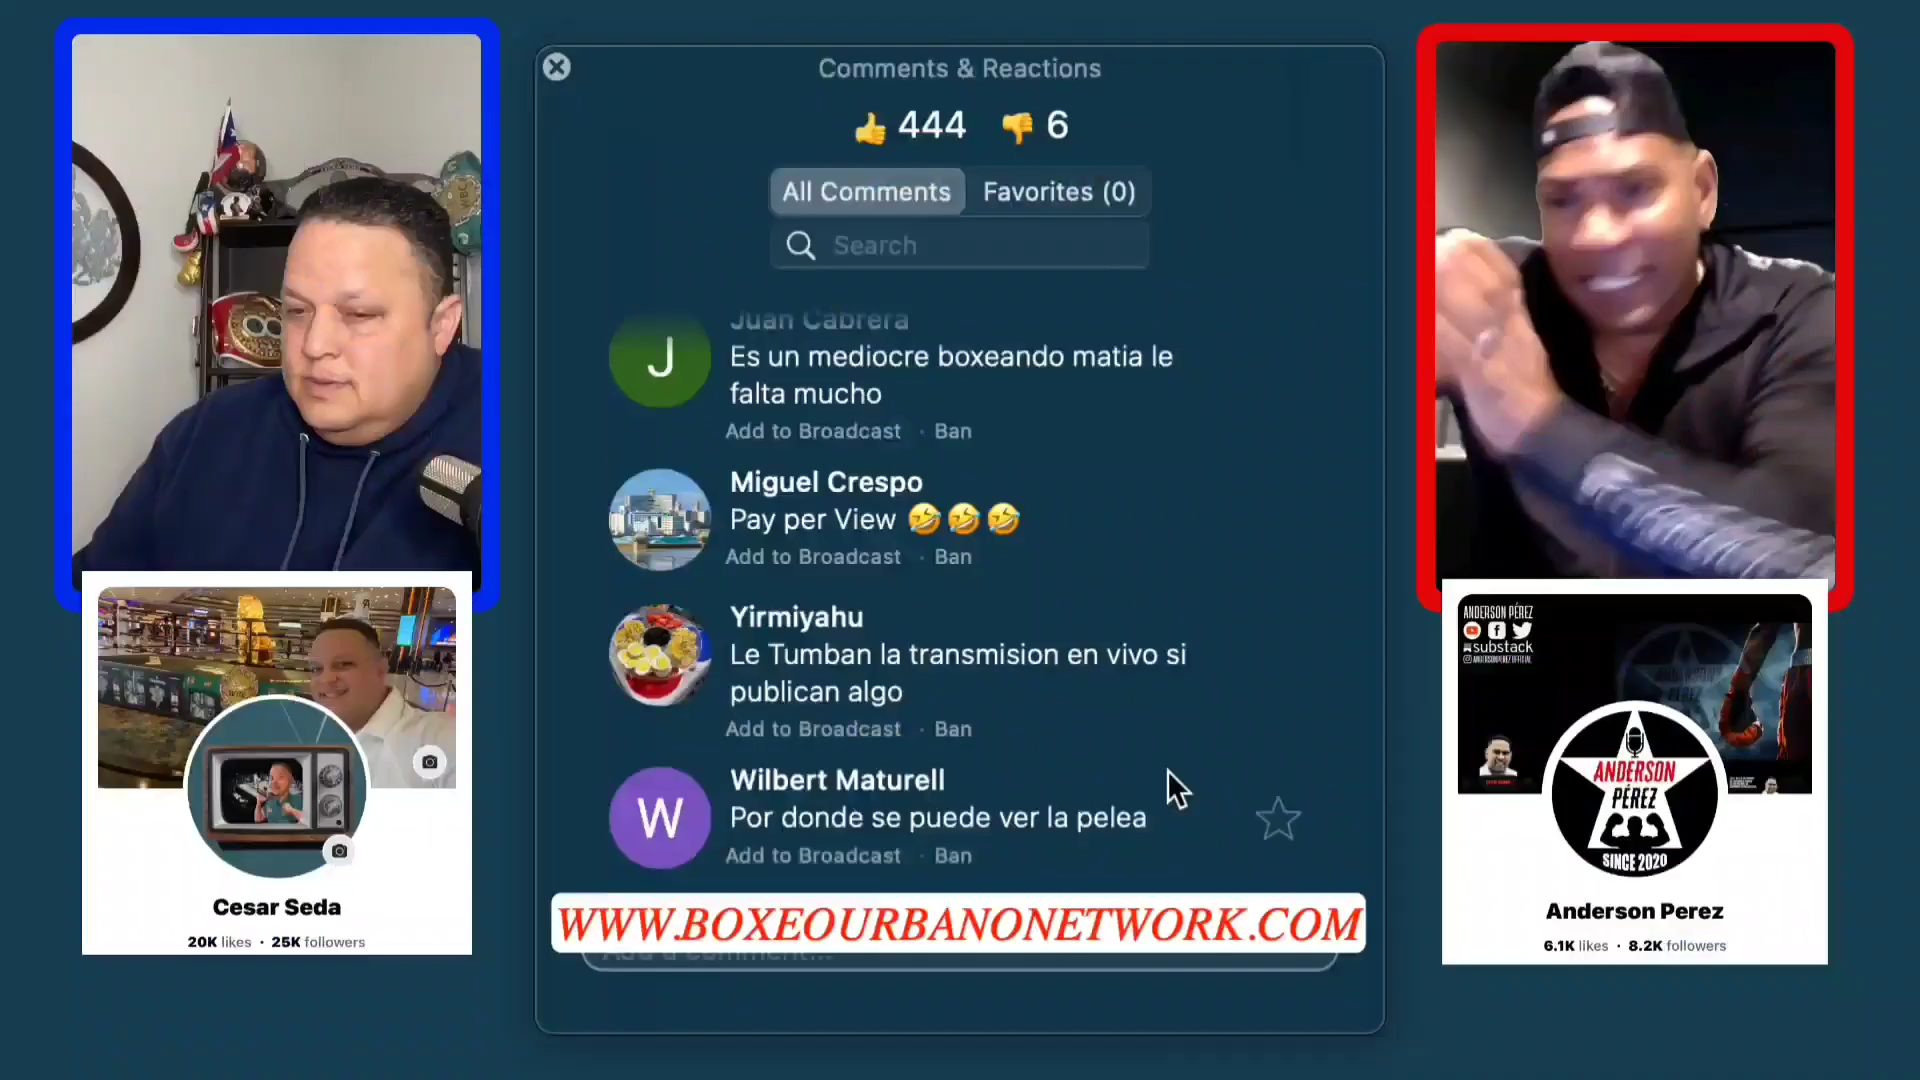 Comments & Reactions
👍 444 👎 6
All Comments Favorites (0)
Search
Juan Cabrera
Es un mediocre boxeando matia le
falta mucho
Add to Broadcast · Ban
Miguel Crespo
Pay per View 🤣🤣🤣
Add to Broadcast · Ban
Yirmiyahu
Le Tumban la transmision en vivo si
publican algo
Add to Broadcast · Ban
W
Wilbert Maturell
Por donde se puede ver la pelea
Add to Broadcast · Ban
J
WWW.BOXEOURBANONETWORK.COM
Add a comment...
Cesar Seda
20K likes · 25K followers
ANDERSON PÉREZ
substack
ANDERSON
PÉREZ
SINCE 2020
Anderson Perez
6.1K likes · 8.2K followers